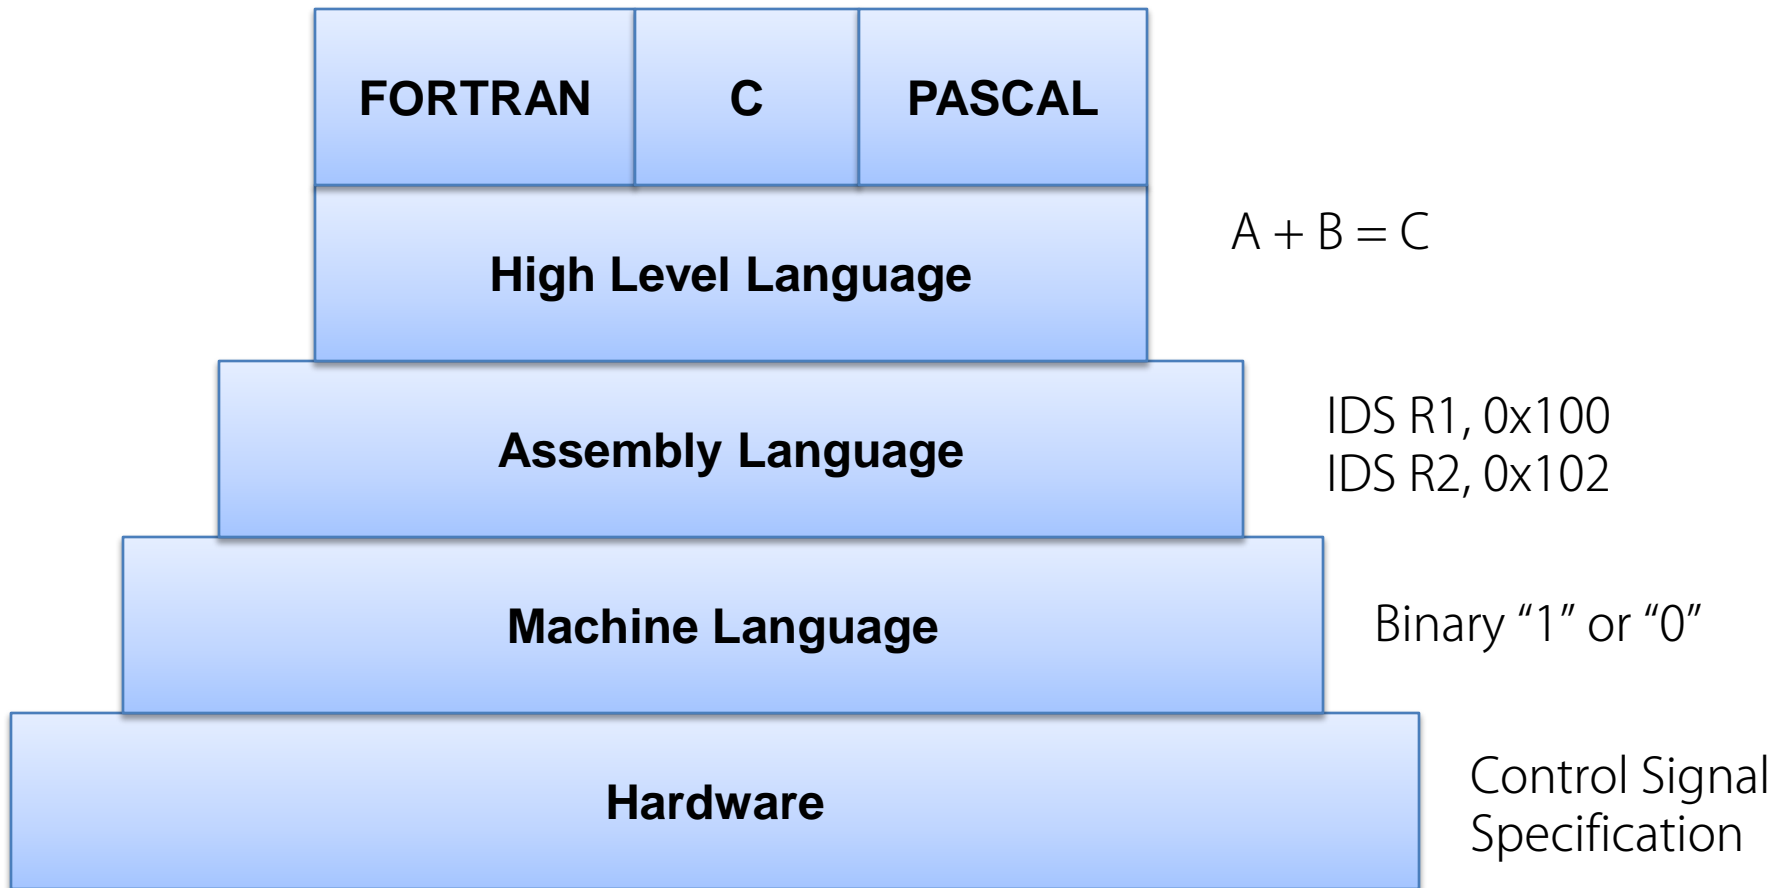 FORTRAN C PASCAL
High Level Language
A + B = C
Assembly Language
IDS R1, 0x100
IDS R2, 0x102
Machine Language
Binary “1” or “0”
Hardware
Control Signal
Specification